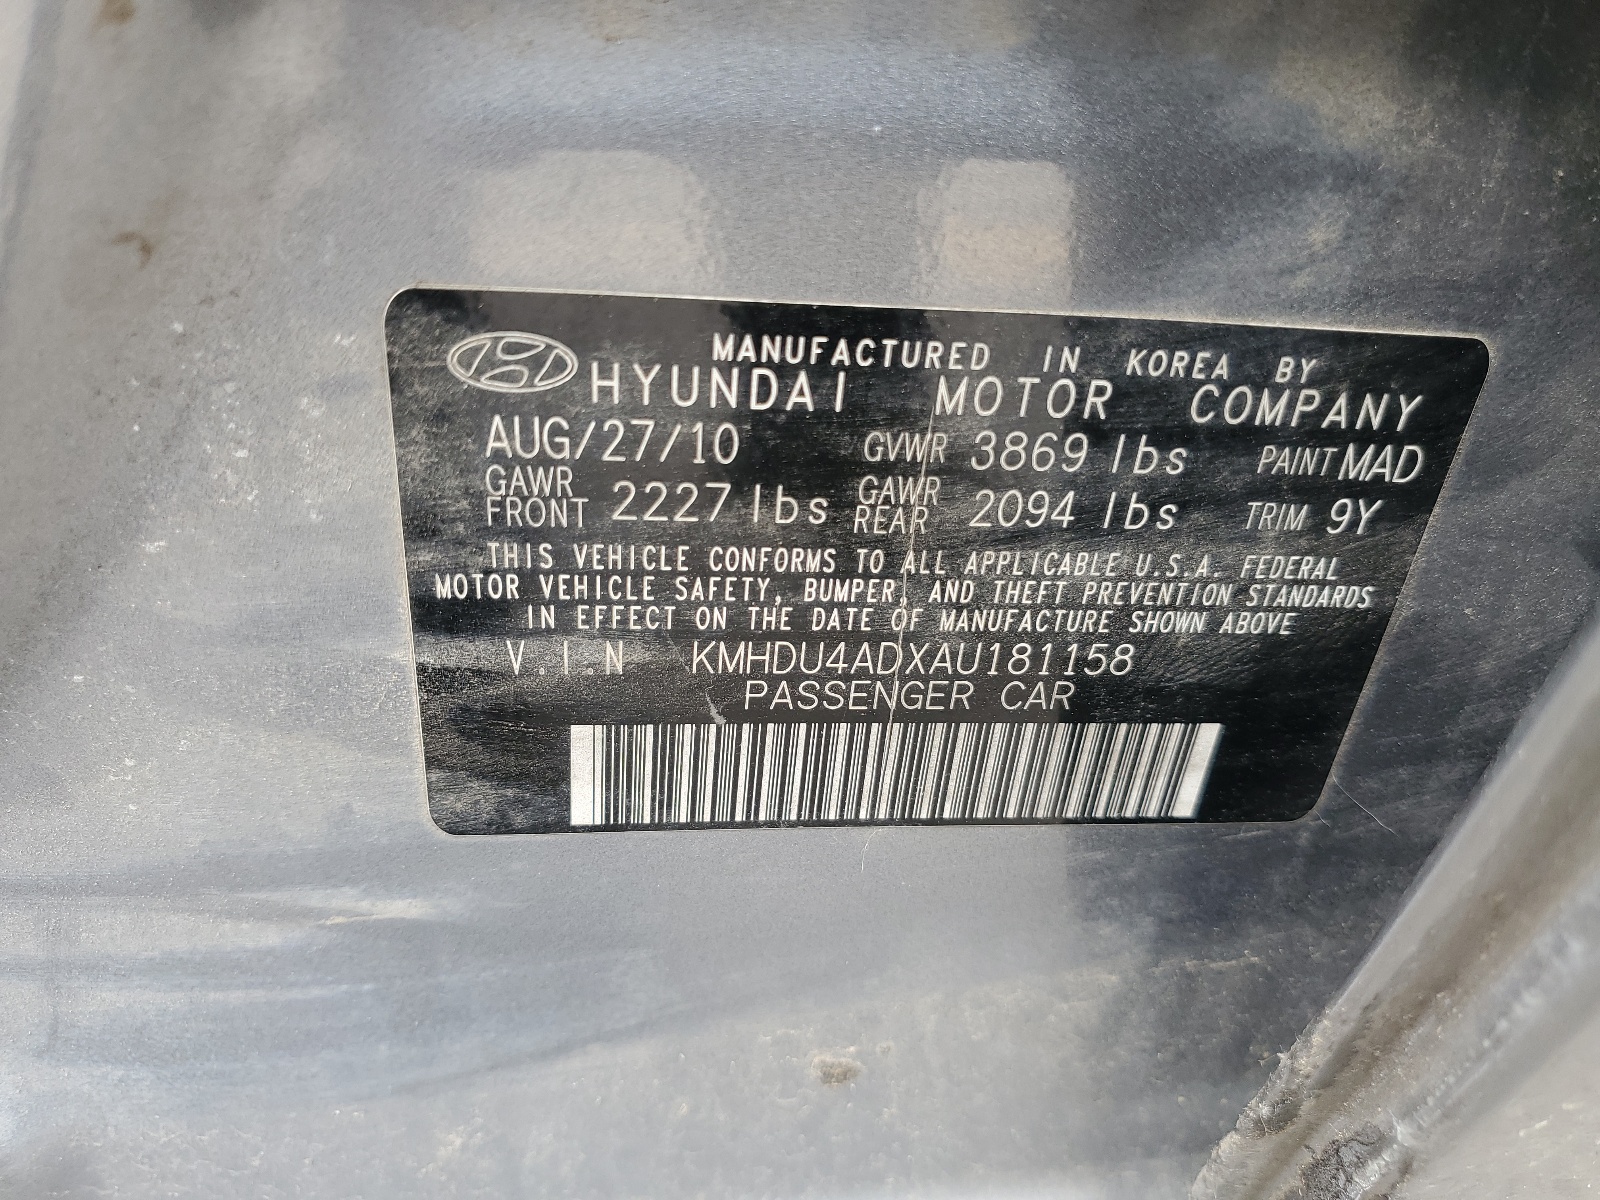 MANUFACTURED IN KOREA BY
HYUNDAI MOTOR COMPANY
AUG/27/10 GVWR 3869 lbs PAINT MAD
GAWR FRONT 2227 lbs GAWR REAR 2094 lbs TRIM 9Y
THIS VEHICLE CONFORMS TO ALL APPLICABLE U.S.A. FEDERAL
MOTOR VEHICLE SAFETY, BUMPER, AND THEFT PREVENTION STANDARDS
IN EFFECT ON THE DATE OF MANUFACTURE SHOWN ABOVE
V.I.N KMHDU4ADXAU181158
PASSENGER CAR